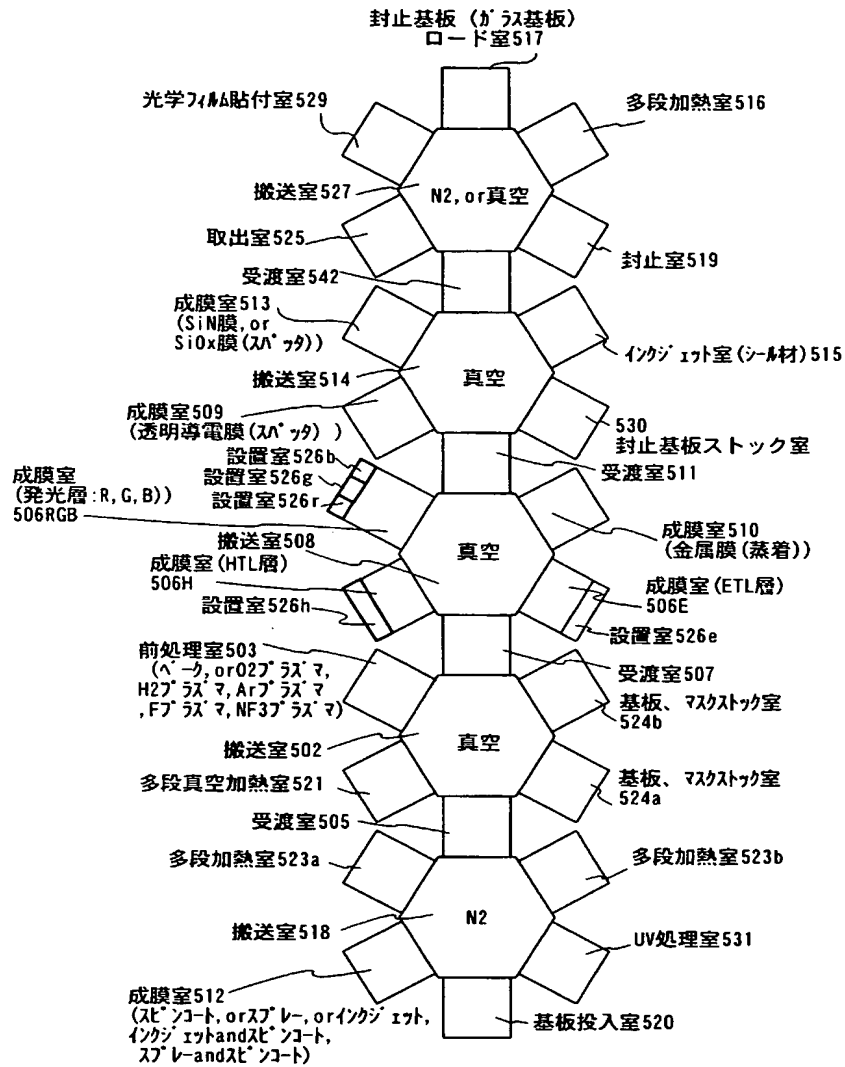 封止基板 (ガラス基板)
ロード室517
光学フィルム貼付室529
多段加熱室516
搬送室527
N2,or真空
取出室525
封止室519
受渡室542
成膜室513
(SiN膜,or
SiOx膜(スパッタ))
インクジェット室(シール材)515
搬送室514
真空
成膜室509
(透明導電膜(スパッタ))
530
封止基板ストック室
設置室526b
受渡室511
成膜室
(発光層:R,G,B))
506RGB
設置室526g
設置室526r
搬送室508
真空
成膜室510
(金属膜(蒸着))
成膜室(HTL層)
506H
成膜室(ETL層)
506E
設置室526h
設置室526e
前処理室503
(ベーク,orO2プラズマ,
H2プラズマ,Arプラズマ
,Fプラズマ,NF3プラズマ)
受渡室507
基板、マスクストック室
524b
搬送室502
真空
多段真空加熱室521
基板、マスクストック室
524a
受渡室505
多段加熱室523a
多段加熱室523b
搬送室518
N2
UV処理室531
成膜室512
(スピンコート,orスプレー,orインクジェット,
インクジェットandスピンコート,
スプレーandスピンコート)
基板投入室520